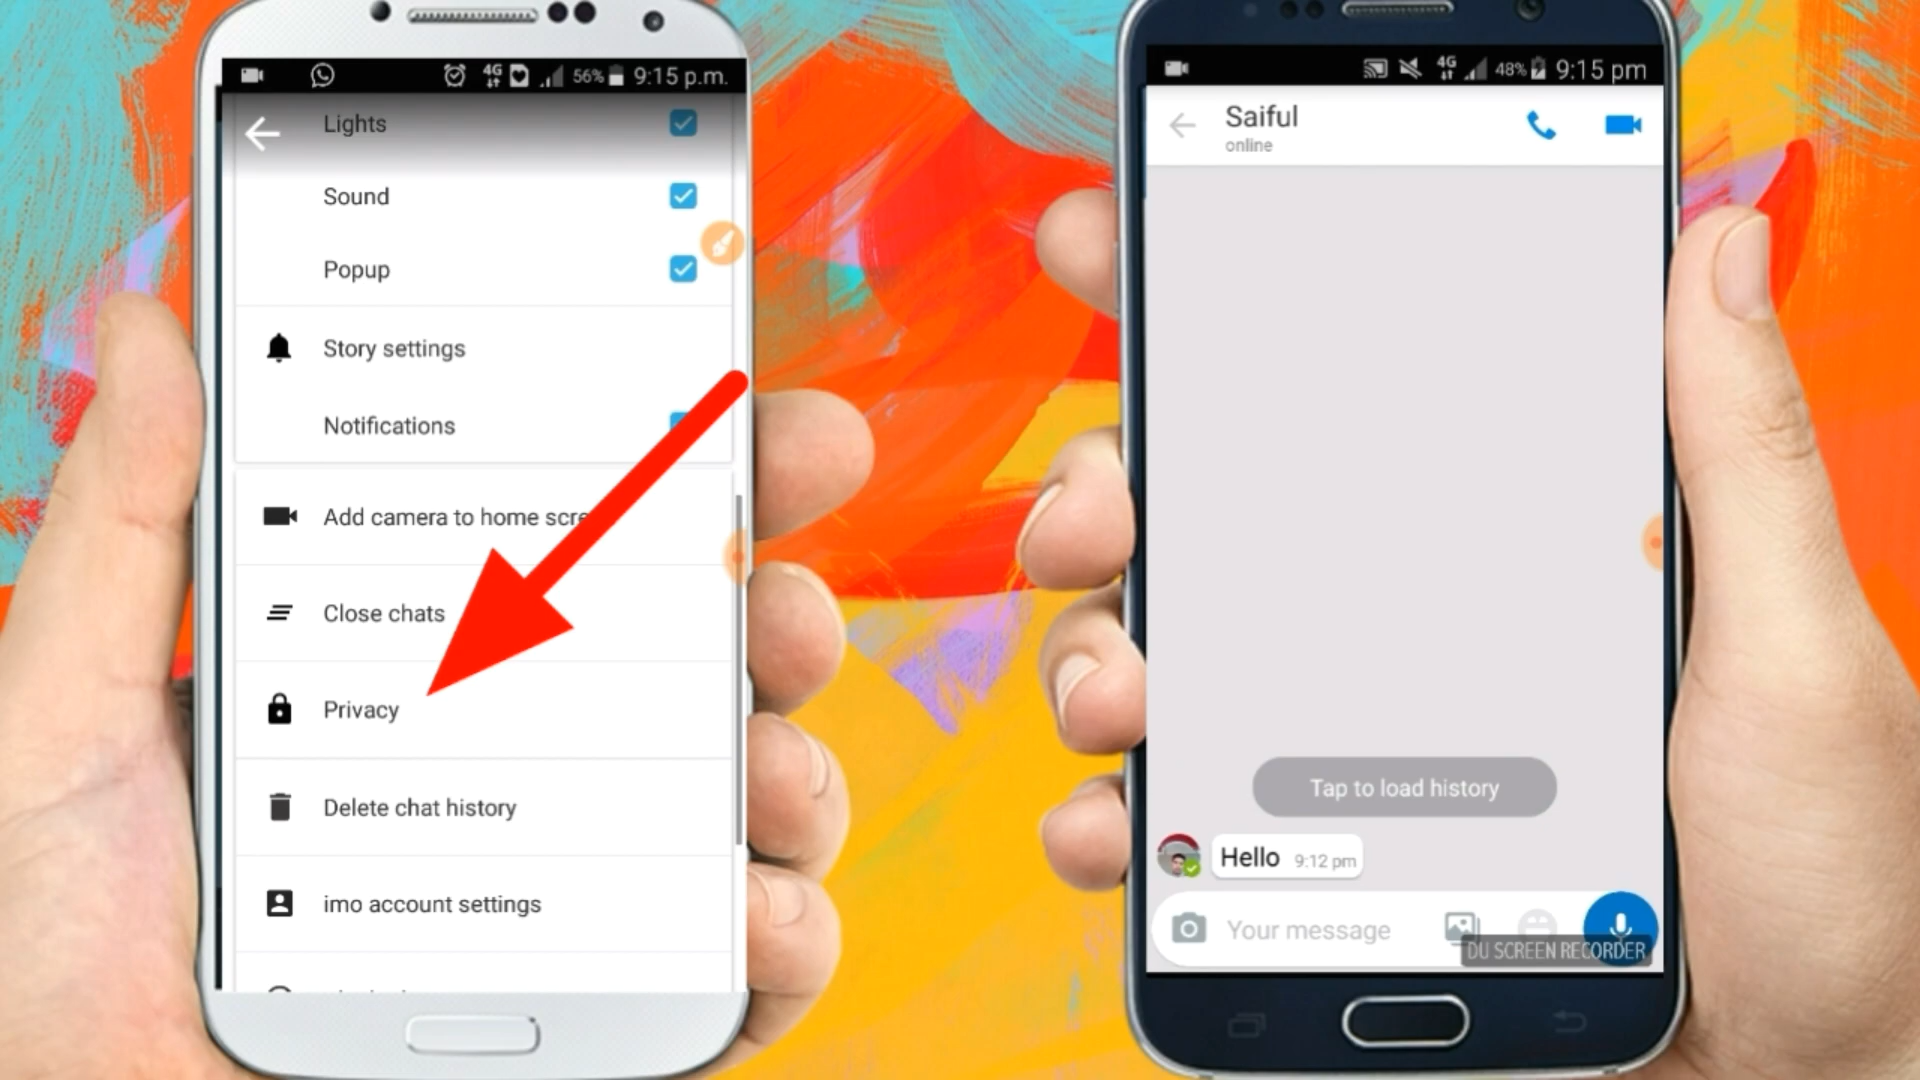 4G 56% 9:15 p.m.
Lights
Sound
Popup
Story settings
Notifications
Add camera to home scre
Close chats
Privacy
Delete chat history
imo account settings
4G 48% 9:15 pm
Saiful
online
Tap to load history
Hello 9:12 pm
Your message
DU SCREEN RECORDER